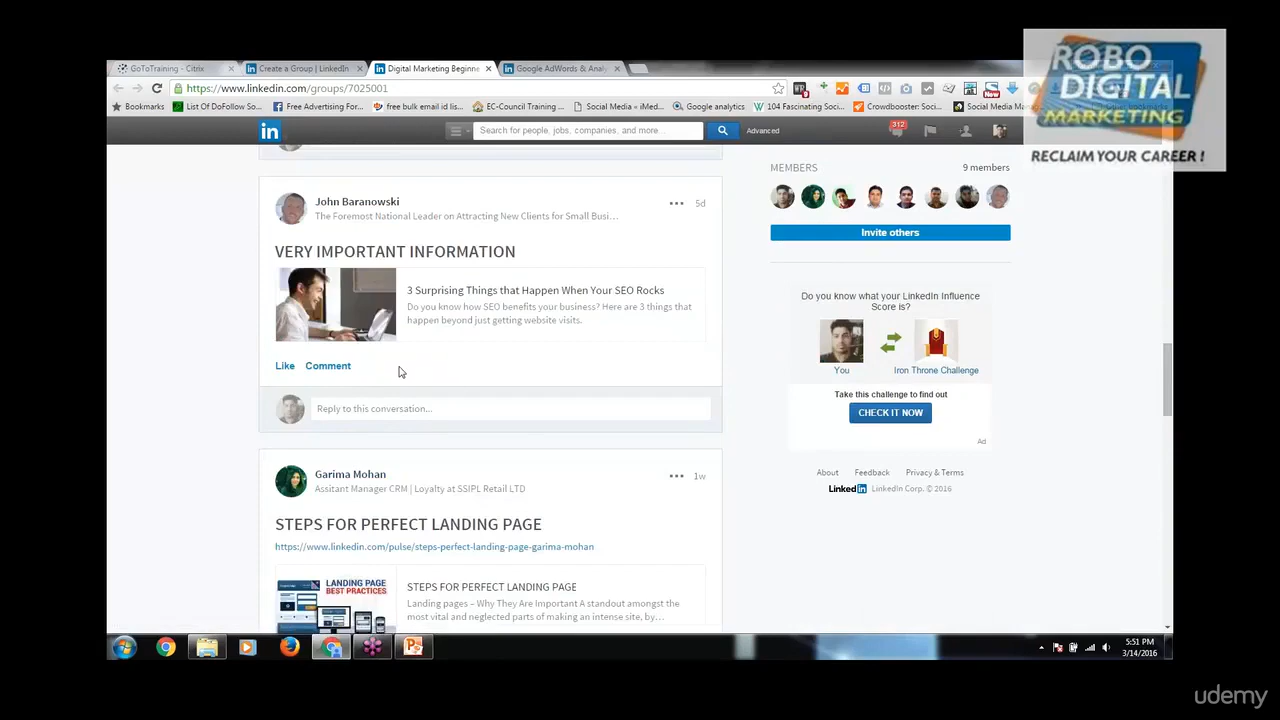 GoToTraining - Citrix
Create a Group | LinkedIn
Digital Marketing Beginne
Google AdWords & Anal
ROBO
DIGITAL
MARKETING
RECLAIM YOUR CAREER !
https://www.linkedin.com/groups/7025001
Bookmarks
List Of DoFollow So...
Free Advertising For...
free bulk email id lis...
EC-Council Training ...
Social Media « iMed...
Google analytics
104 Fascinating Soci...
Crowdbooster: Soci...
Social Media Mana
in
Search for people, jobs, companies, and more...
Advanced
312
MEMBERS
9 members
Invite others
John Baranowski
5d
The Foremost National Leader on Attracting New Clients for Small Busi...
VERY IMPORTANT INFORMATION
3 Surprising Things that Happen When Your SEO Rocks
Do you know how SEO benefits your business? Here are 3 things that
happen beyond just getting website visits.
Like
Comment
Reply to this conversation...
Do you know what your LinkedIn Influence
Score is?
You
Iron Throne Challenge
Take this challenge to find out
CHECK IT NOW
Ad
About
Feedback
Privacy & Terms
Linked in
LinkedIn Corp. © 2016
Garima Mohan
1w
Assitant Manager CRM | Loyalty at SSIPL Retail LTD
STEPS FOR PERFECT LANDING PAGE
https://www.linkedin.com/pulse/steps-perfect-landing-page-garima-mohan
LANDING PAGE
BEST PRACTICES
STEPS FOR PERFECT LANDING PAGE
Landing pages – Why They Are Important A standout amongst the
most vital and neglected parts of making an intense site, by...
5:51 PM
3/14/2016
udemy